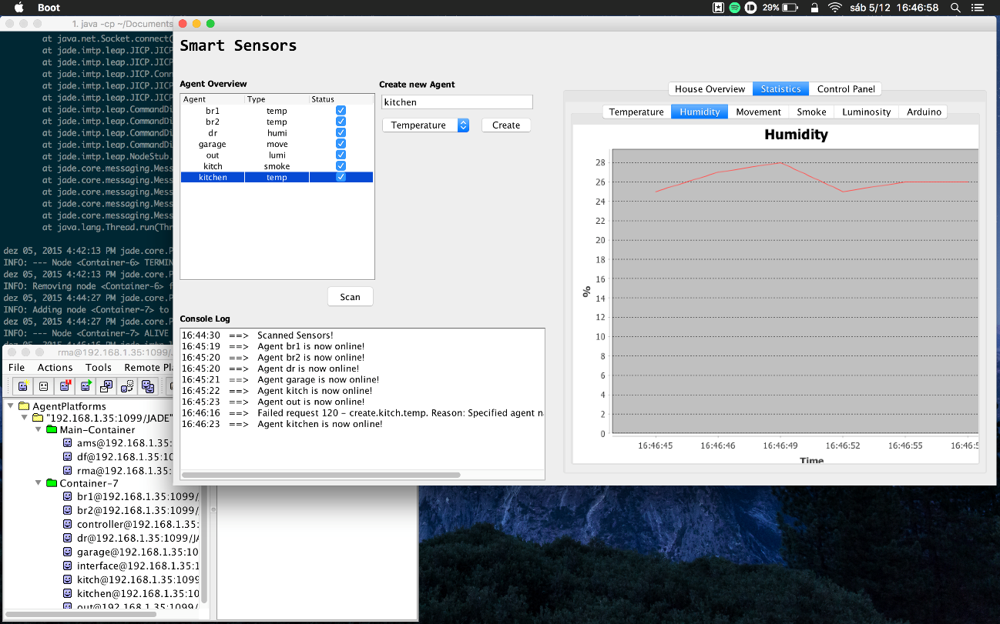 Boot
29%
sáb 5/12 16:46:58
1. java -cp ~/Documents
at java.net.Socket.connect(
at jade.imtp.leap.JICP.JICP
at jade.imtp.leap.JICP.JICP
at jade.imtp.leap.JICP.Conn
at jade.imtp.leap.JICP.JICP
at jade.imtp.leap.JICP.JICP
at jade.imtp.leap.CommandDi
at jade.imtp.leap.CommandDi
at jade.imtp.leap.CommandDi
at jade.imtp.leap.CommandDi
at jade.imtp.leap.NodeStub.
at jade.core.messaging.Mess
at jade.core.messaging.Mess
at jade.core.messaging.Mess
at jade.core.messaging.Mess
at jade.core.messaging.Mess
at java.lang.Thread.run(Thr
dez 05, 2015 4:42:13 PM jade.core.P
INFO: --- Node <Container-6> TERMIN
dez 05, 2015 4:42:13 PM jade.core.P
INFO: Removing node <Container-6> f
dez 05, 2015 4:44:27 PM jade.core.P
INFO: Adding node <Container-7> to
dez 05, 2015 4:44:27 PM jade.core.P
INFO: --- Node <Container-7> ALIVE
Smart Sensors
Agent Overview
Agent Type Status
br1 temp
br2 temp
dr humi
garage move
out lumi
kitch smoke
kitchen temp
Scan
Create new Agent
kitchen
Temperature Create
Console Log
16:44:30 ==> Scanned Sensors!
16:45:19 ==> Agent br1 is now online!
16:45:20 ==> Agent br2 is now online!
16:45:20 ==> Agent dr is now online!
16:45:21 ==> Agent garage is now online!
16:45:22 ==> Agent kitch is now online!
16:45:23 ==> Agent out is now online!
16:46:16 ==> Failed request 120 - create.kitch.temp. Reason: Specified agent na
16:46:23 ==> Agent kitchen is now online!
House Overview Statistics Control Panel
Temperature Humidity Movement Smoke Luminosity Arduino
Humidity
28
26
24
22
20
18
16
14
12
10
8
6
4
2
0
%
16:46:45 16:46:46 16:46:49 16:46:52 16:46:55 16:46:5
Time
rma@192.168.1.35:1099/
File Actions Tools Remote Pla
AgentPlatforms
"192.168.1.35:1099/JADE"
Main-Container
ams@192.168.1.35:
df@192.168.1.35:10
rma@192.168.1.35:
Container-7
br1@192.168.1.35:1099/
br2@192.168.1.35:1099/
controller@192.168.1.35:
dr@192.168.1.35:1099/JA
garage@192.168.1.35:10
interface@192.168.1.35:
kitch@192.168.1.35:1099
kitchen@192.168.1.35:10
out@192.168.1.35:1099/